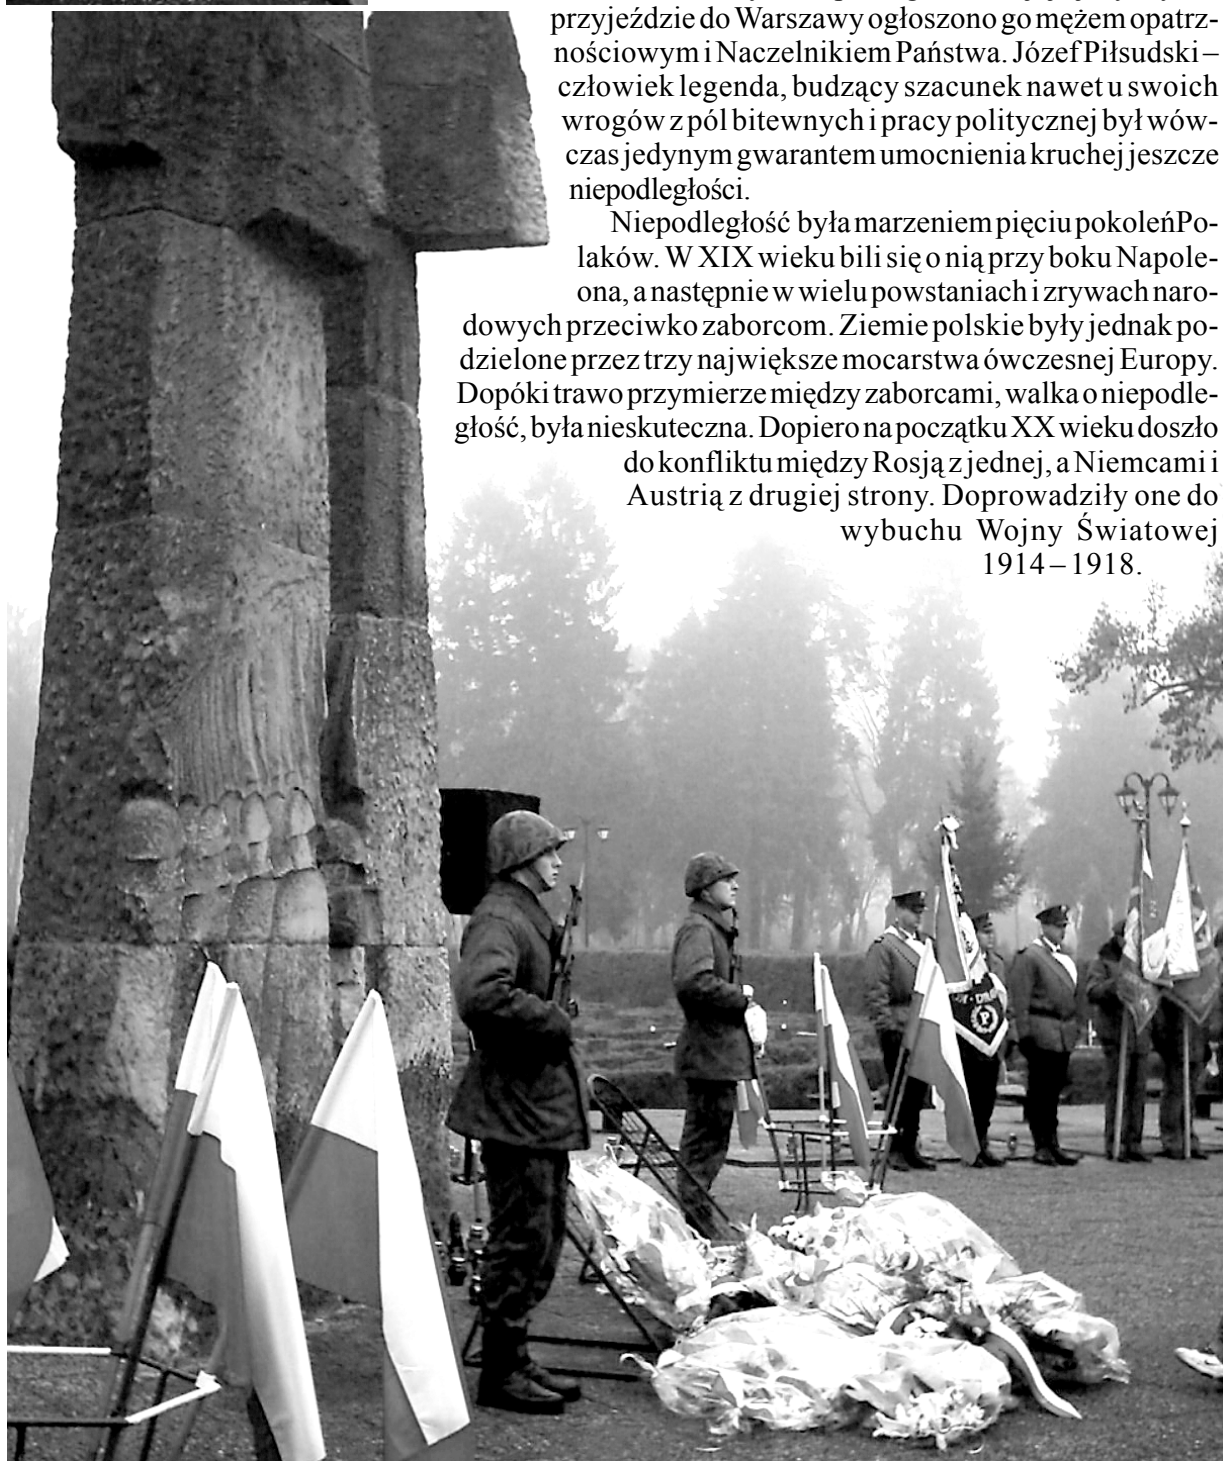 przyjeździe do Warszawy ogłoszono go mężem opatrz-
nościowym i Naczelnikiem Państwa. Józef Piłsudski –
człowiek legenda, budzący szacunek nawet u swoich
wrogów z pól bitewnych i pracy politycznej był wów-
czas jedynym gwarantem umocnienia kruchej jeszcze
niepodległości.
Niepodległość była marzeniem pięciu pokoleń Po-
laków. W XIX wieku bili się o nią przy boku Napole-
ona, a następnie w wielu powstaniach i zrywach naro-
dowych przeciwko zaborcom. Ziemie polskie były jednak po-
dzielone przez trzy największe mocarstwa ówczesnej Europy.
Dopóki trawo przymierze między zaborcami, walka o niepodle-
głość, była nieskuteczna. Dopiero na początku XX wieku doszło
do konfliktu między Rosją z jednej, a Niemcami i
Austrią z drugiej strony. Doprowadziły one do
wybuchu Wojny Światowej
1914 – 1918.
P